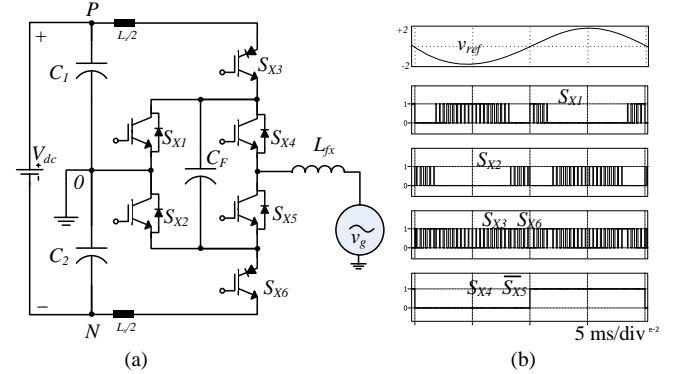 P
L_s/2
+
C_1
S_X3
S_X1
S_X4
L_fx
V_dc
C_F
0
S_X2
S_X5
v_g
C_2
S_X6
−
N
L_s/2
(a)
+2
v_ref
-2
S_X1
1
0
S_X2
1
0
S_X3 S_X6
1
0
S_X4 S̅_X5
1
0
5 ms/div e-2
(b)